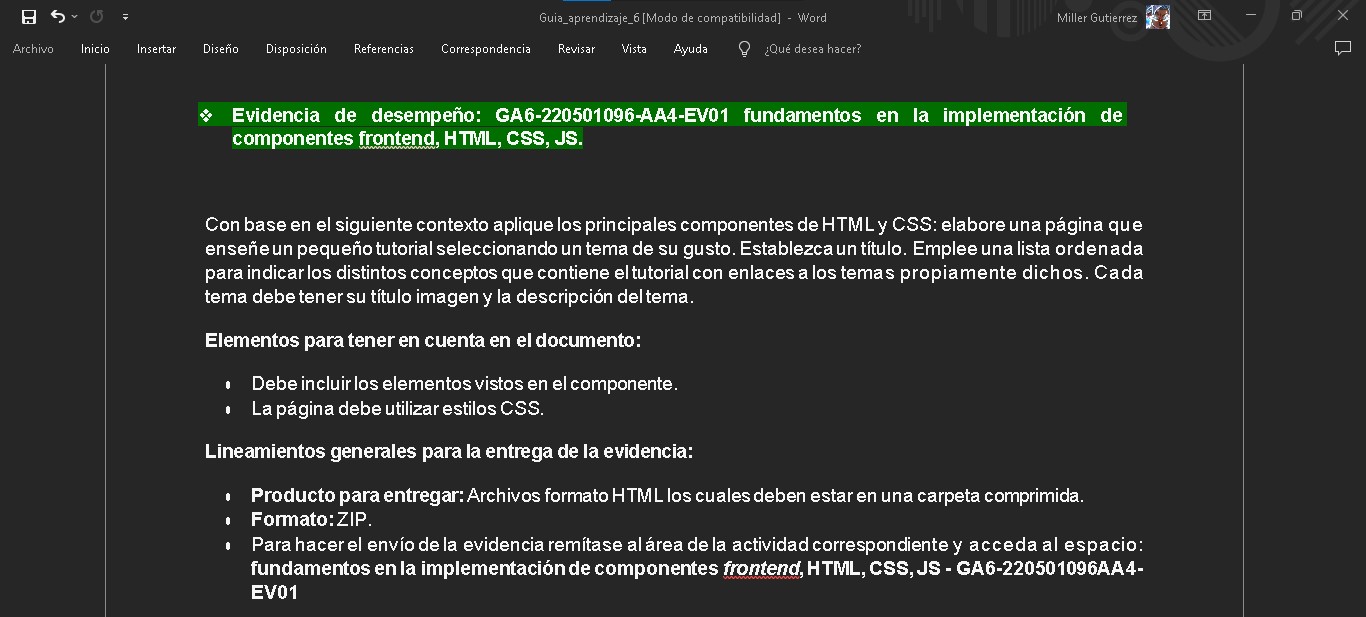 Guia_aprendizaje_6 [Modo de compatibilidad] - Word
Miller Gutierrez
Archivo Inicio Insertar Diseño Disposición Referencias Correspondencia Revisar Vista Ayuda ¿Qué desea hacer?
❖ Evidencia de desempeño: GA6-220501096-AA4-EV01 fundamentos en la implementación de
componentes frontend, HTML, CSS, JS.
Con base en el siguiente contexto aplique los principales componentes de HTML y CSS: elabore una página que
enseñe un pequeño tutorial seleccionando un tema de su gusto. Establezca un título. Emplee una lista ordenada
para indicar los distintos conceptos que contiene el tutorial con enlaces a los temas propiamente dichos. Cada
tema debe tener su título imagen y la descripción del tema.
Elementos para tener en cuenta en el documento:
• Debe incluir los elementos vistos en el componente.
• La página debe utilizar estilos CSS.
Lineamientos generales para la entrega de la evidencia:
• Producto para entregar: Archivos formato HTML los cuales deben estar en una carpeta comprimida.
• Formato: ZIP.
• Para hacer el envío de la evidencia remítase al área de la actividad correspondiente y acceda al espacio:
fundamentos en la implementación de componentes frontend, HTML, CSS, JS - GA6-220501096AA4-
EV01